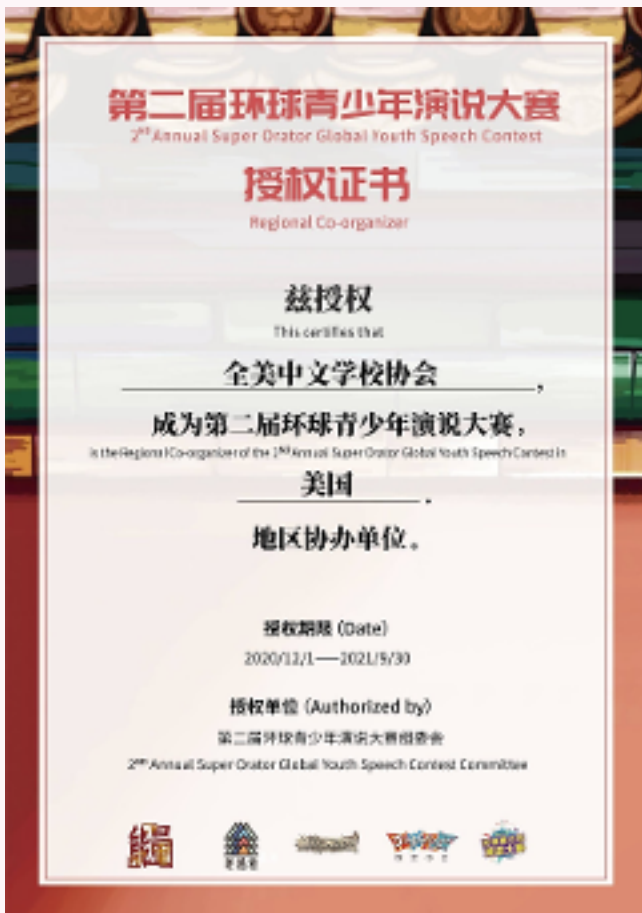 第二届环球青少年演说大赛
2nd Annual Super Orator Global Youth Speech Contest
授权证书
Regional Co-organizer
兹授权
This certifies that
全美中文学校协会，
成为第二届环球青少年演说大赛，
is the Regional Co-organizer of the 2nd Annual Super Orator Global Youth Speech Contest in
美国.
地区协办单位。
授权期限 (Date)
2020/12/1——2021/9/30
授权单位 (Authorized by)
第二届环球青少年演说大赛组委会
2nd Annual Super Orator Global Youth Speech Contest Committee